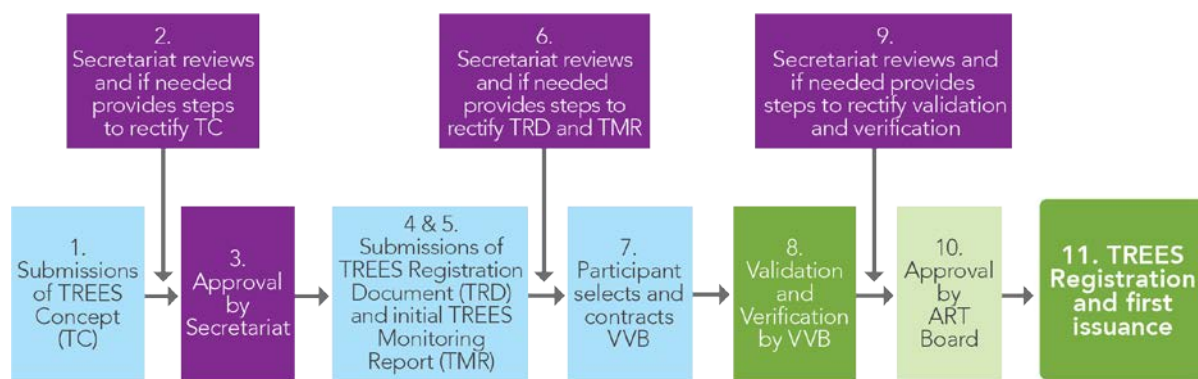 2.
Secretariat reviews
and if needed
provides steps
to rectify TC
6.
Secretariat reviews
and if needed
provides steps to
rectify TRD and TMR
9.
Secretariat reviews and
if needed provides
steps to rectify validation
and verification
1.
Submissions
of TREES
Concept
(TC)
3.
Approval
by
Secretariat
4 & 5.
Submissions of
TREES Registration
Document (TRD)
and initial TREES
Monitoring
Report (TMR)
7.
Participant
selects and
contracts
VVB
8.
Validation
and
Verification
by VVB
10.
Approval
by
ART
Board
11. TREES
Registration
and first
issuance